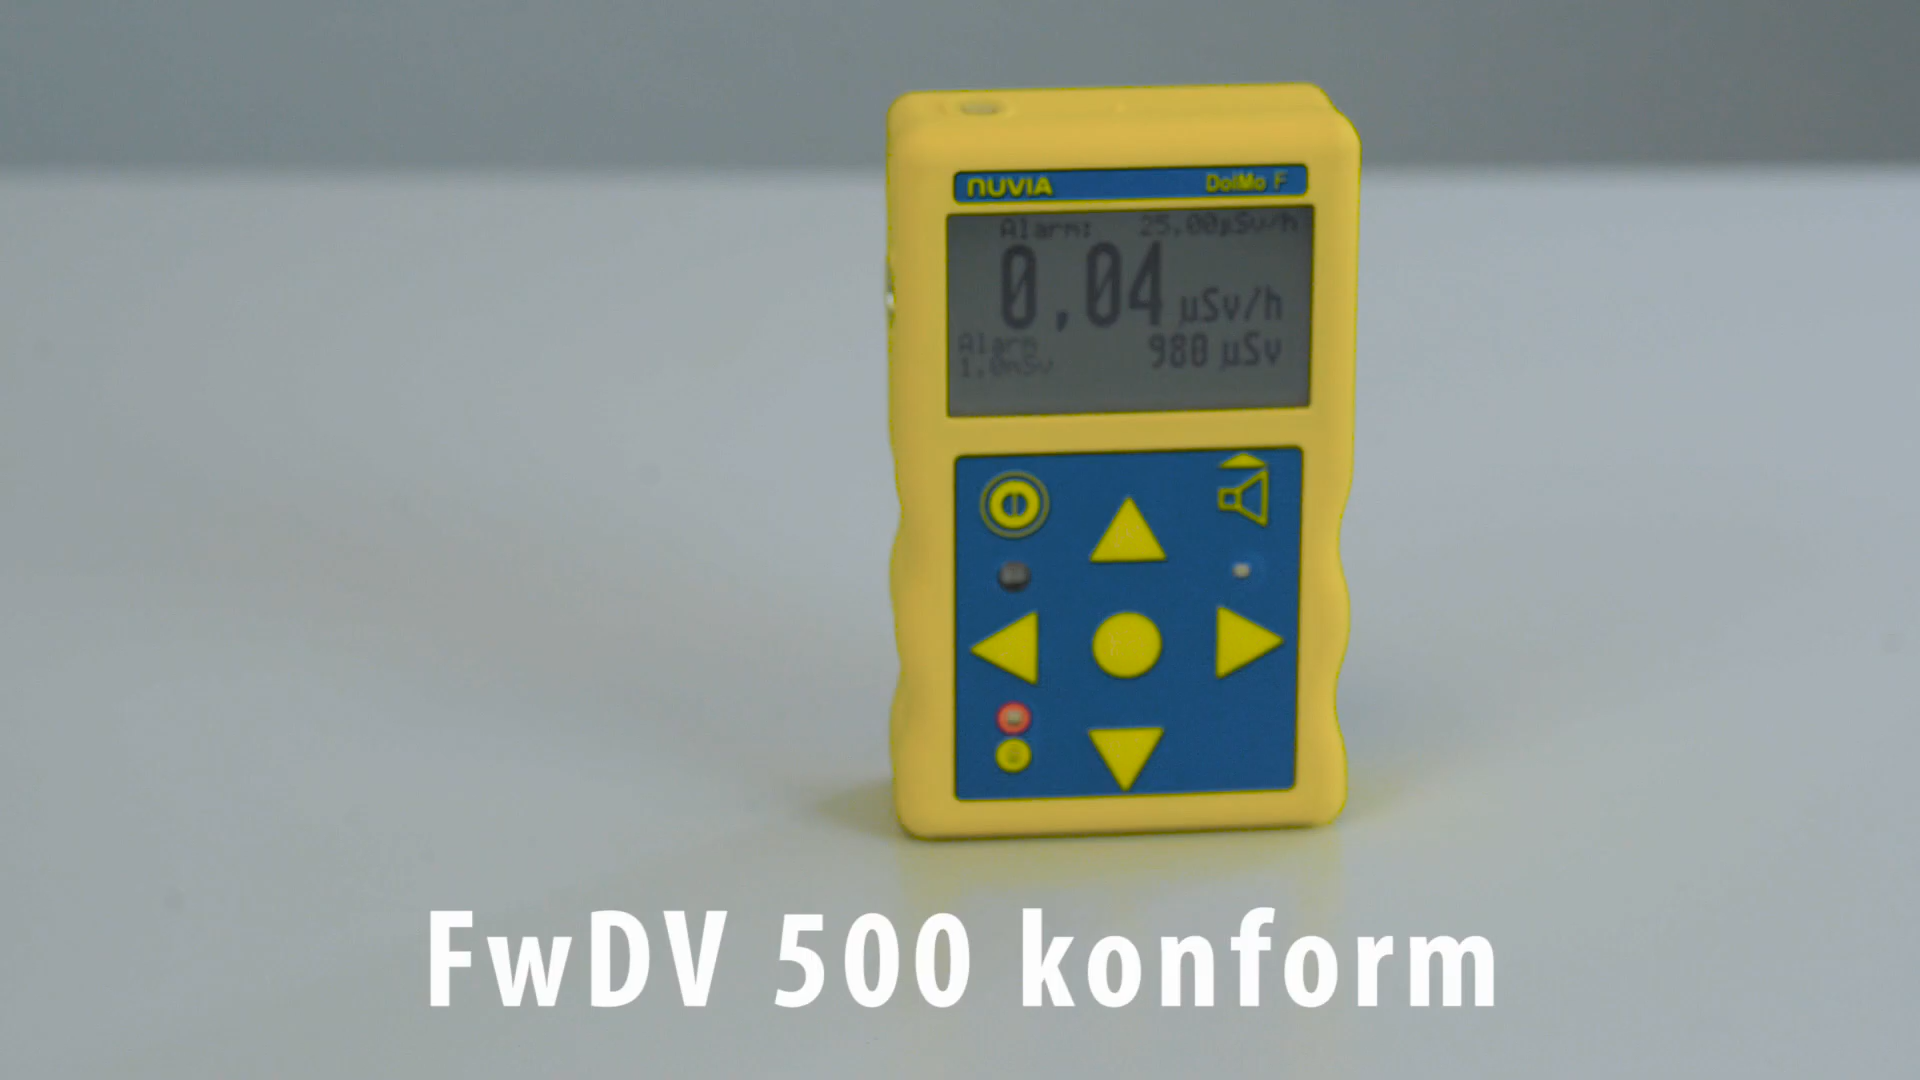 nuvia DolMo F
Alarm: 25,00µSv/h
0,04 µSv/h
Alarm 980 µSv
1,0mSv
FwDV 500 konform